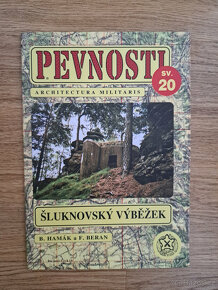 PEVNOSTI
SV.
20
ARCHITECTURA MILITARIS
ŠLUKNOVSKÝ VÝBĚŽEK
B. HAMÁK a F. BERAN